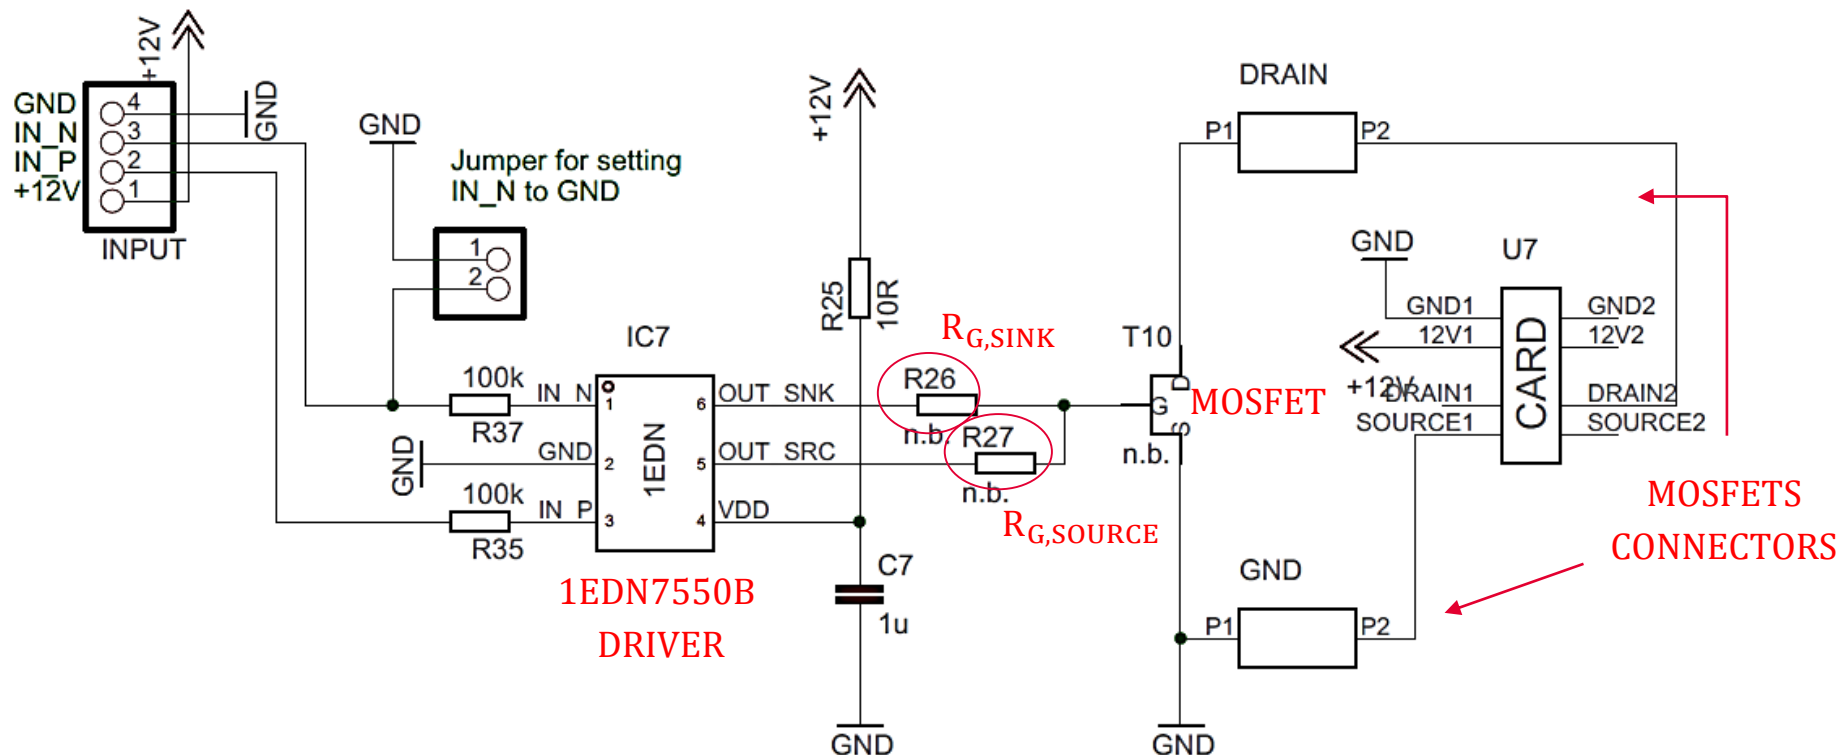 +12V
GND
IN_N
IN_P
+12V
4
3
2
1
GND
INPUT
GND
Jumper for setting
IN_N to GND
1
2
+12V
R25
10R
DRAIN
P1
P2
IC7
100k
R37
IN_N
GND
GND
100k
R35
IN_P
1
2
3
1EDN
6
5
4
OUT_SNK
OUT_SRC
VDD
1EDN7550B
DRIVER
C7
1u
GND
RG,SINK
R26
n.b.
R27
n.b.
RG,SOURCE
T10
D
G
S
n.b.
MOSFET
GND
P1
P2
GND
GND
U7
GND1
12V1
+12V
DRAIN1
SOURCE1
CARD
GND2
12V2
DRAIN2
SOURCE2
MOSFETS
CONNECTORS